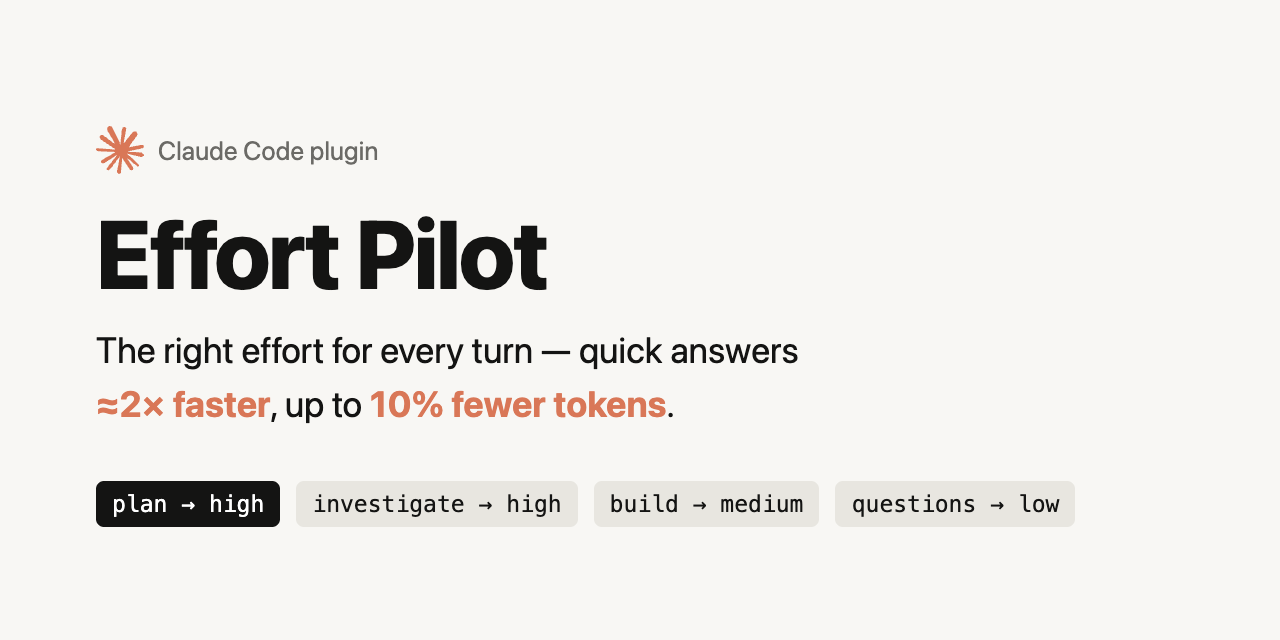 Claude Code plugin
Effort Pilot
The right effort for every turn — quick answers
≈2× faster, up to 10% fewer tokens.
plan → high investigate → high build → medium questions → low